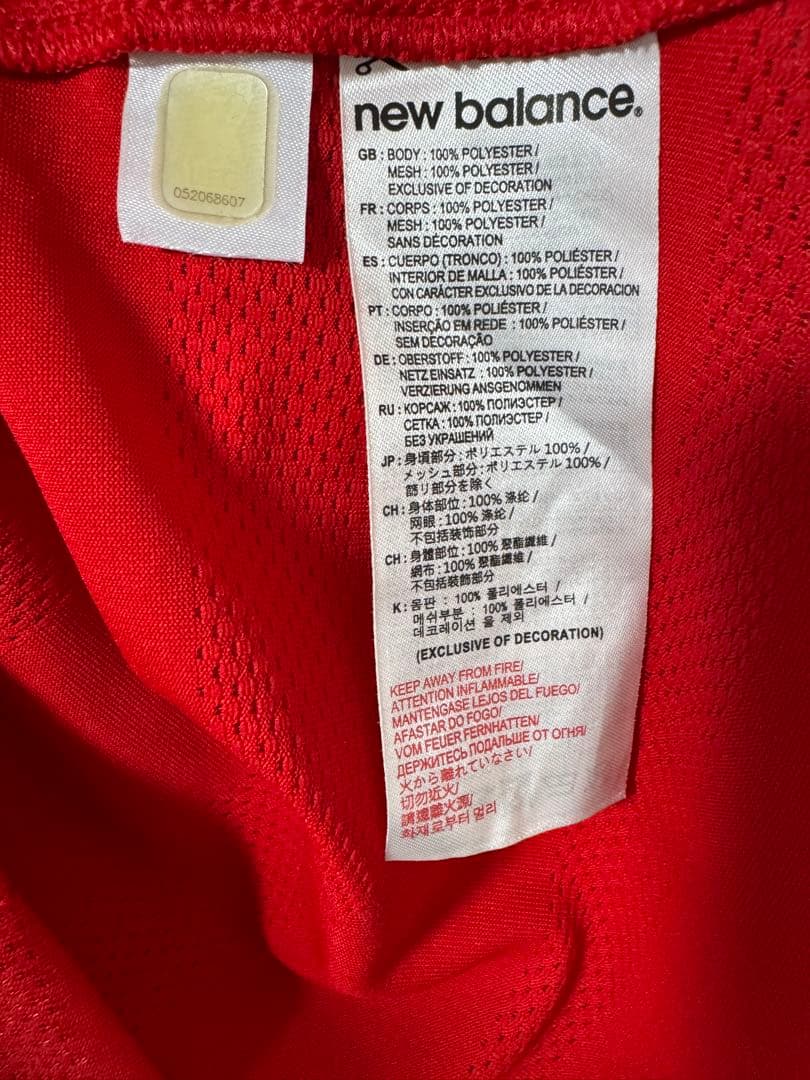 052068607
new balance®
GB : BODY : 100% POLYESTER /
MESH : 100% POLYESTER /
EXCLUSIVE OF DECORATION
FR : CORPS : 100% POLYESTER /
MESH : 100% POLYESTER /
SANS DÉCORATION
ES : CUERPO (TRONCO) : 100% POLIÉSTER /
INTERIOR DE MALLA : 100% POLIÉSTER /
CON CARÁCTER EXCLUSIVO DE LA DECORACION
PT : CORPO : 100% POLIÉSTER /
INSERÇÃO EM REDE : 100% POLIÉSTER /
SEM DECORAÇÃO
DE : OBERSTOFF : 100% POLYESTER /
NETZEINSATZ : 100% POLYESTER /
VERZIERUNG ANSGENOMMEN
RU : КОРСАЖ : 100% ПОЛИЭСТЕР /
СЕТКА : 100% ПОЛИЭСТЕР /
БЕЗ УКРАШЕНИЙ
JP : 身頃部分 : ポリエステル 100% /
メッシュ部分 : ポリエステル 100% /
飾り部分を除く
CH : 身体部位 : 100% 涤纶 /
网眼 : 100% 涤纶 /
不包括装饰部分
CH : 身體部位 : 100% 聚酯纖維 /
網布 : 100% 聚酯纖維 /
不包括裝飾部分
K : 몸판 : 100% 폴리에스터 /
메쉬부분 : 100% 폴리에스터 /
데코레이션 을 제외
(EXCLUSIVE OF DECORATION)
KEEP AWAY FROM FIRE/
ATTENTION INFLAMMABLE/
MANTENGASE LEJOS DEL FUEGO/
AFASTAR DO FOGO/
VOM FEUER FERNHATTEN/
ДЕРЖИТЕСЬ ПОДАЛЬШЕ ОТ ОГНЯ/
火から離れていなさい/
切勿近火/
請遠離火源/
화재 로부터 멀리